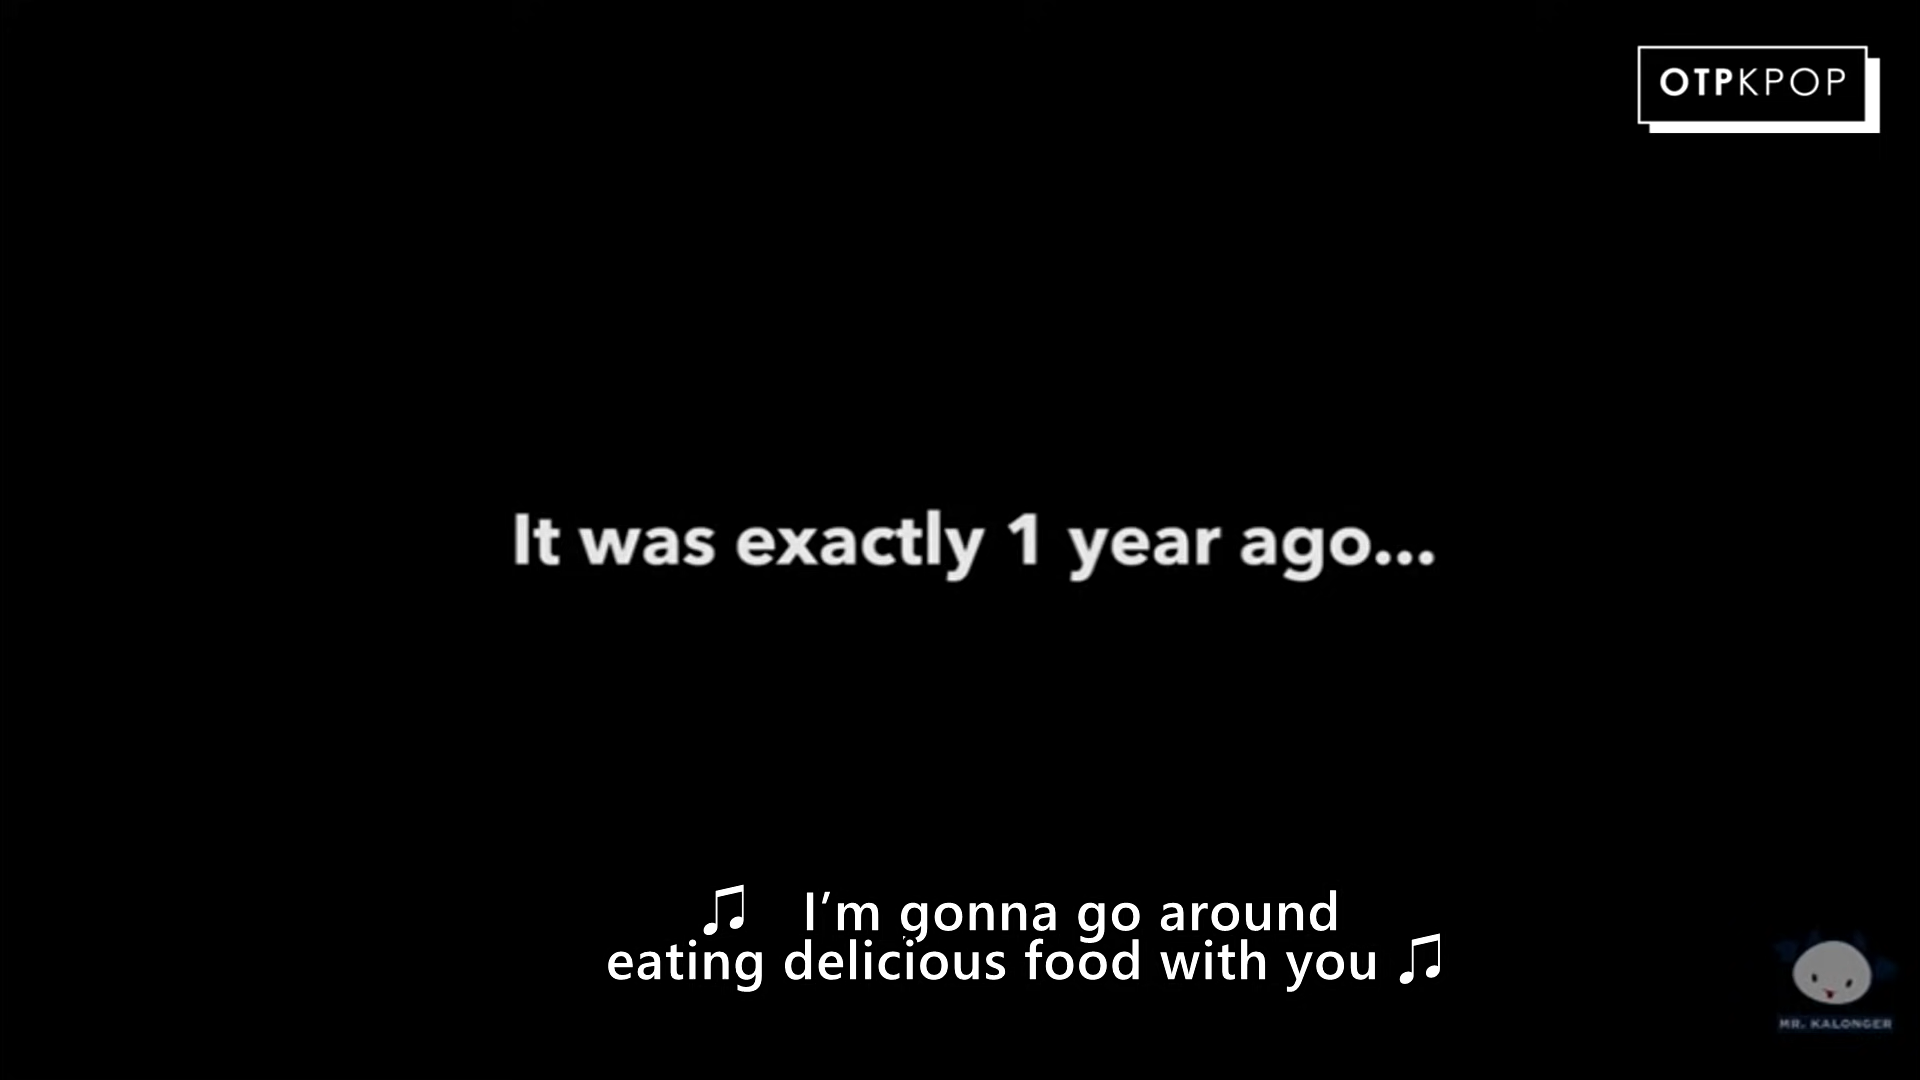 OTPKPOP
It was exactly 1 year ago...
♫ I’m gonna go around
eating delicious food with you ♫
MR. KALONGER